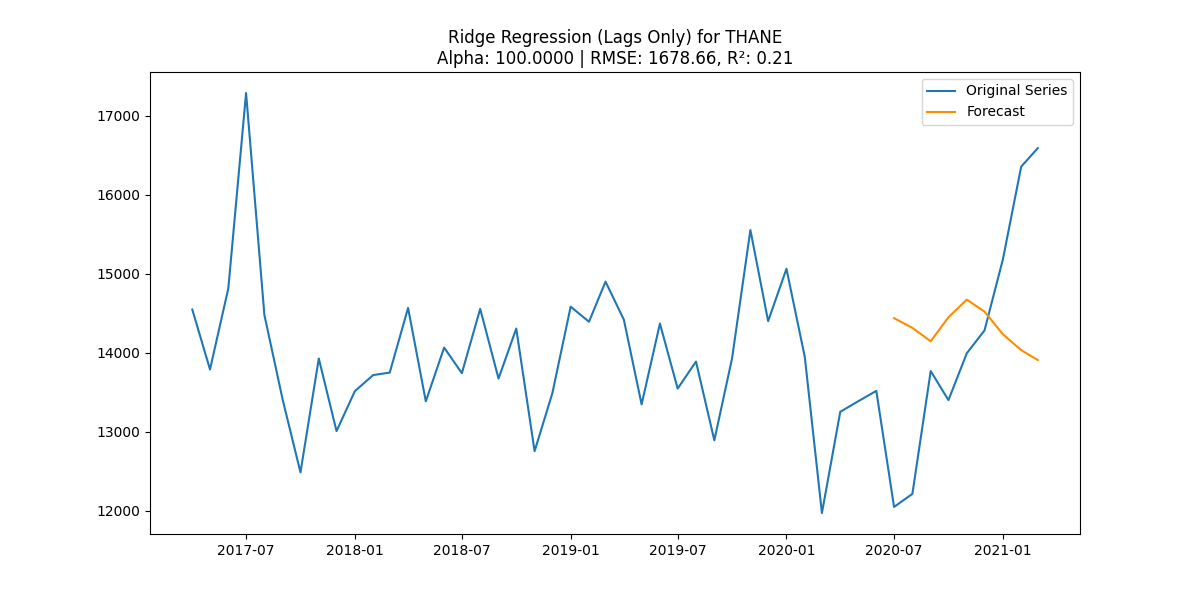 Ridge Regression (Lags Only) for THANE
Alpha: 100.0000 | RMSE: 1678.66, R²: 0.21
Original Series
Forecast
17000
16000
15000
14000
13000
12000
2017-07 2018-01 2018-07 2019-01 2019-07 2020-01 2020-07 2021-01